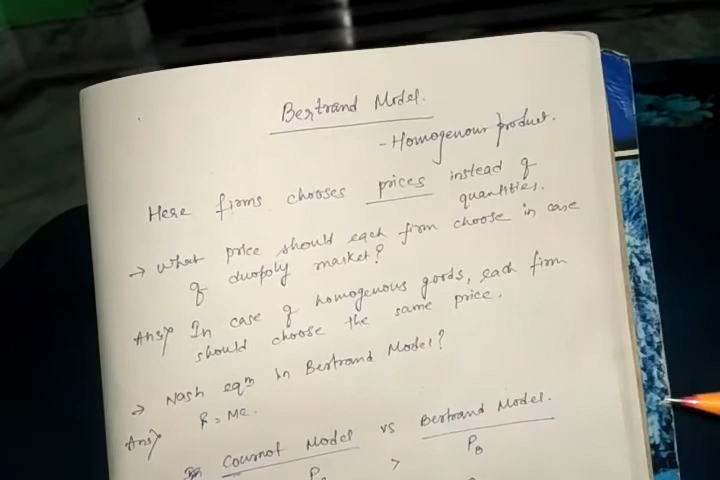 Bertrand Model.
- Homogenous product.
Here firms chooses prices instead of
quantities.
→ What price should each firm choose in case
of duopoly market?
Ans> In case of homogenous goods, each firm
should choose the same price.
→ Nash eqm in Bertrand Model?
Ans> P = MC.
Cournot Model vs Bertrand Model.
> P_B